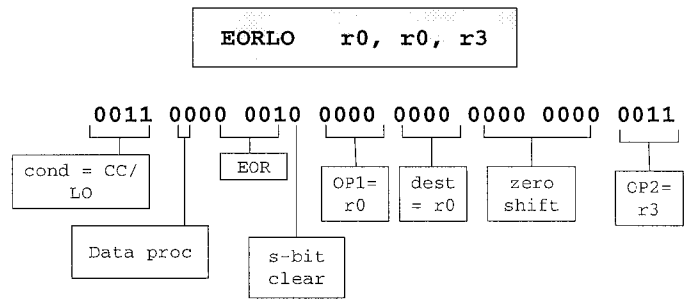 EORLO r0, r0, r3
0011 0000 0010 0000 0000 0000 0000 0011
cond = CC/
LO
EOR
OP1=
r0
dest
= r0
zero
shift
OP2=
r3
Data proc
s-bit
clear